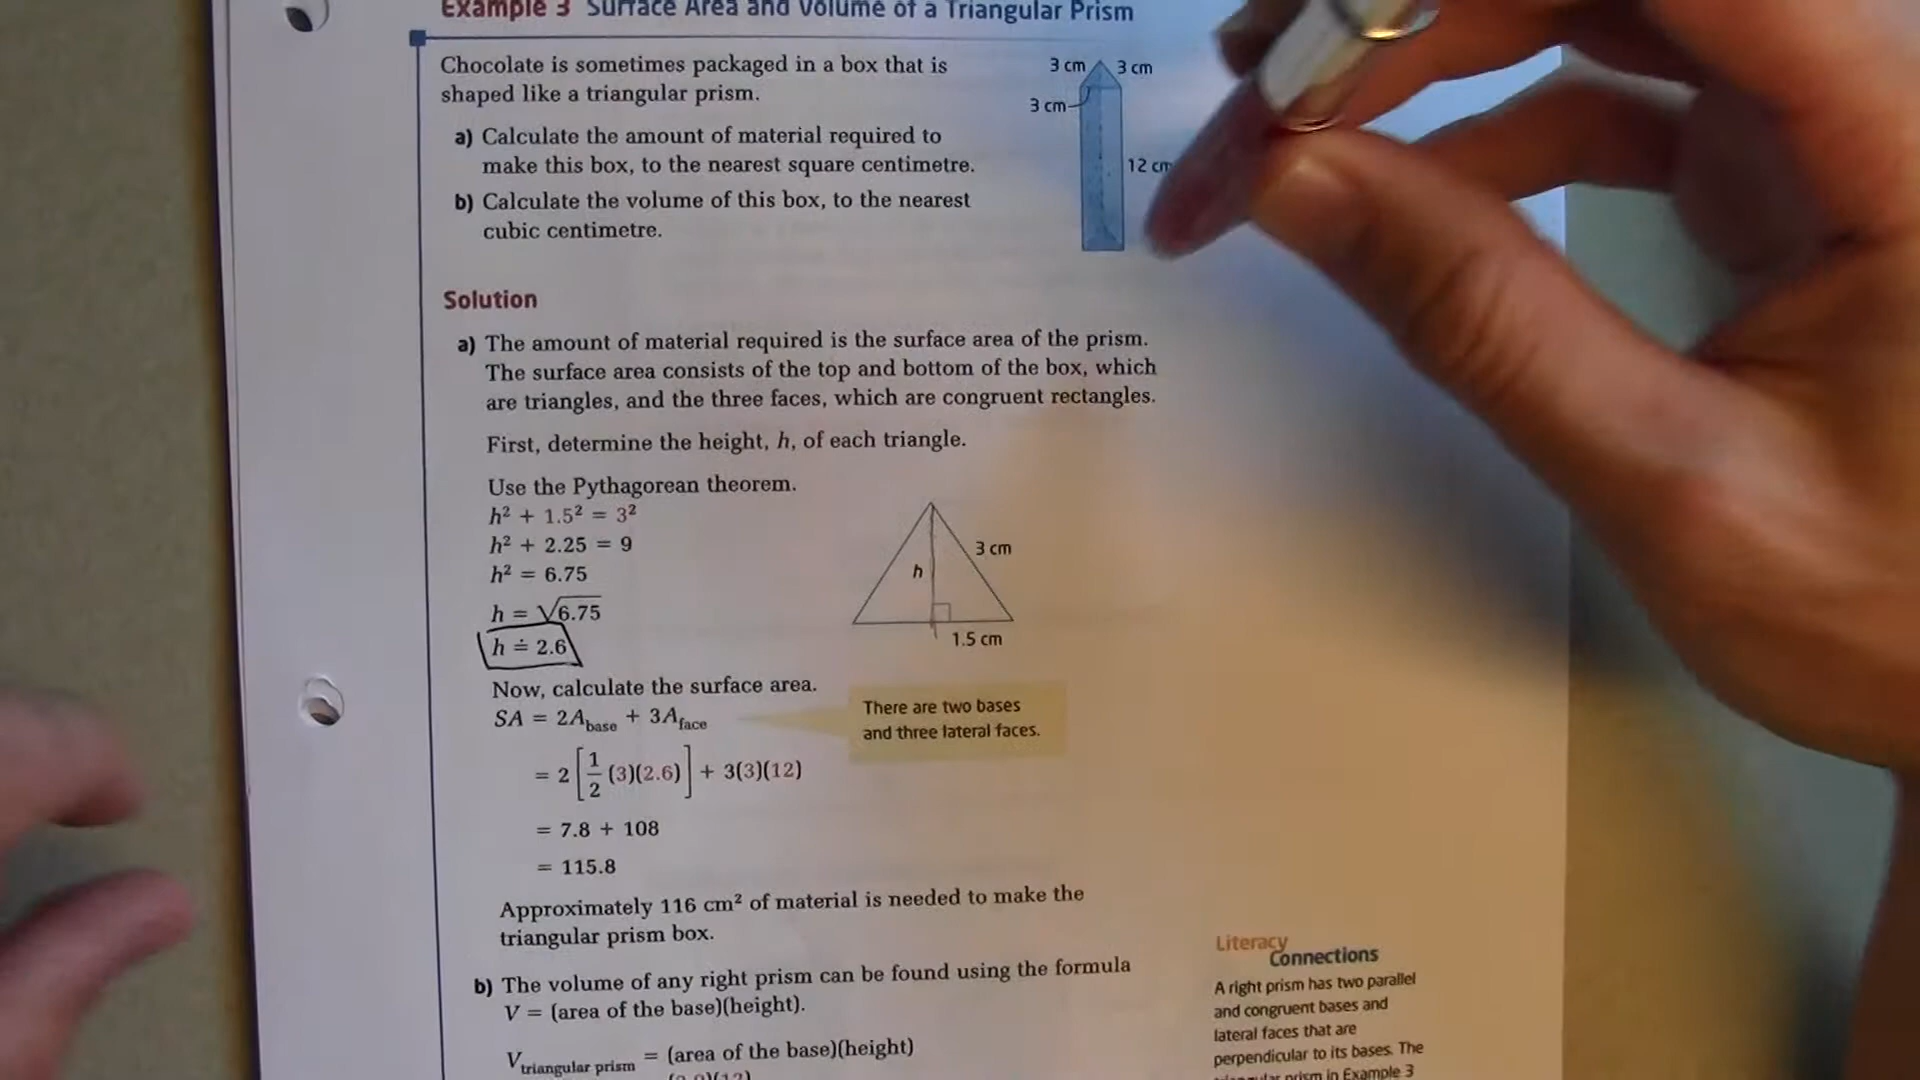 Example 3 Surface Area and Volume of a Triangular Prism
Chocolate is sometimes packaged in a box that is
shaped like a triangular prism.
a) Calculate the amount of material required to
make this box, to the nearest square centimetre.
b) Calculate the volume of this box, to the nearest
cubic centimetre.
3 cm 3 cm
3 cm
12 cm
Solution
a) The amount of material required is the surface area of the prism.
The surface area consists of the top and bottom of the box, which
are triangles, and the three faces, which are congruent rectangles.
First, determine the height, h, of each triangle.
Use the Pythagorean theorem.
h² + 1.5² = 3²
h² + 2.25 = 9
h² = 6.75
h = √6.75
h ≐ 2.6
3 cm
h
1.5 cm
Now, calculate the surface area.
SA = 2A_base + 3A_face
= 2[1/2 (3)(2.6)] + 3(3)(12)
= 7.8 + 108
= 115.8
There are two bases
and three lateral faces.
Approximately 116 cm² of material is needed to make the
triangular prism box.
b) The volume of any right prism can be found using the formula
V = (area of the base)(height).
V_triangular prism = (area of the base)(height)
Literacy
Connections
A right prism has two parallel
and congruent bases and
lateral faces that are
perpendicular to its bases. The
prism in Example 3